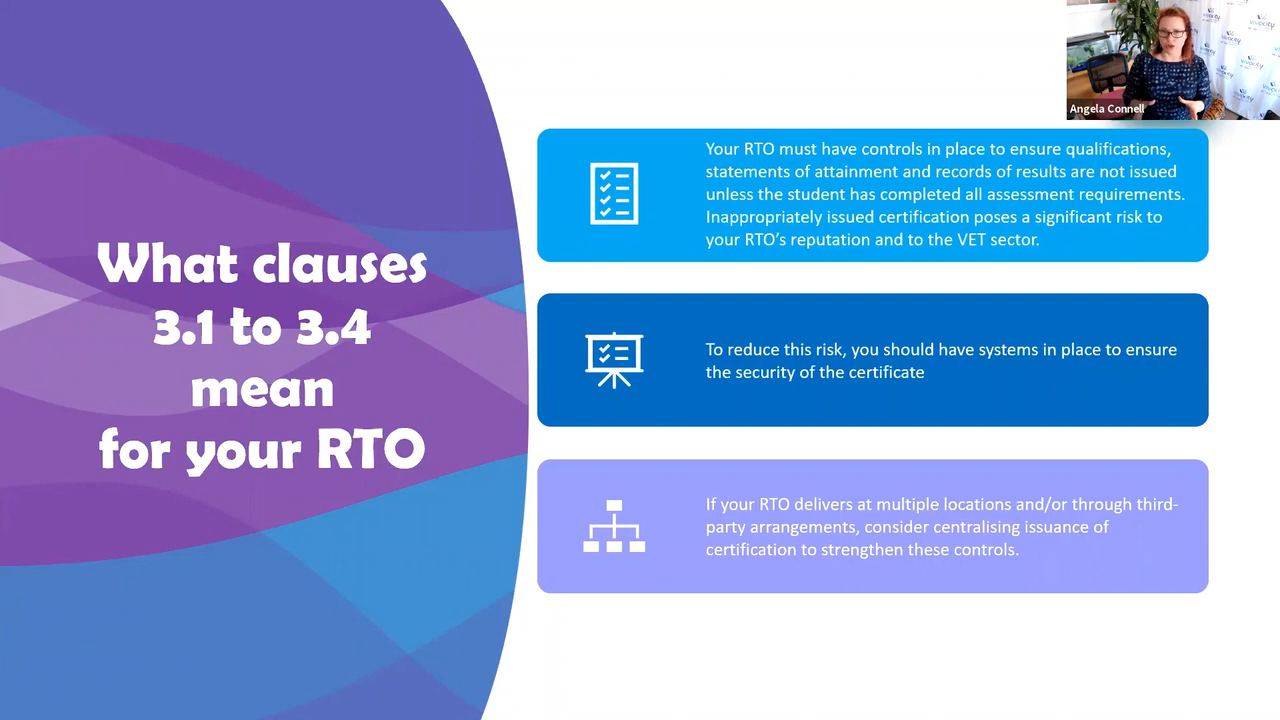 What clauses
3.1 to 3.4
mean
for your RTO
Angela Connell
Your RTO must have controls in place to ensure qualifications,
statements of attainment and records of results are not issued
unless the student has completed all assessment requirements.
Inappropriately issued certification poses a significant risk to
your RTO's reputation and to the VET sector.
To reduce this risk, you should have systems in place to ensure
the security of the certificate
If your RTO delivers at multiple locations and/or through third-
party arrangements, consider centralising issuance of
certification to strengthen these controls.